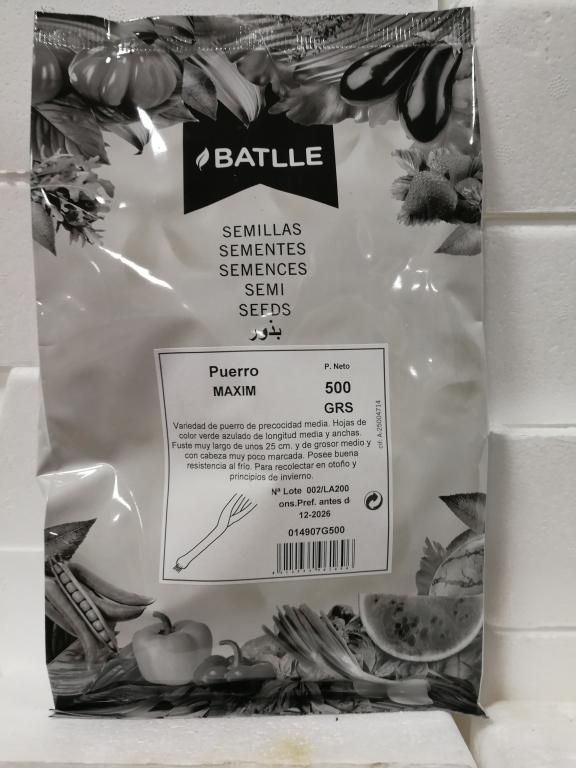 BATLLE
SEMILLAS
SEMENTES
SEMENCES
SEMI
SEEDS
بذور
Puerro
MAXIM
P. Neto
500
GRS
Variedad de puerro de precocidad media. Hojas de
color verde azulado de longitud media y anchas.
Fuste muy largo de unos 25 cm. y de grosor medio y
con cabeza muy poco marcada. Posee buena
resistencia al frío. Para recolectar en otoño y
principios de invierno.
Nª Lote 002/LA200
ons.Pref. antes d
12-2026
014907G500
cif: A-25004714